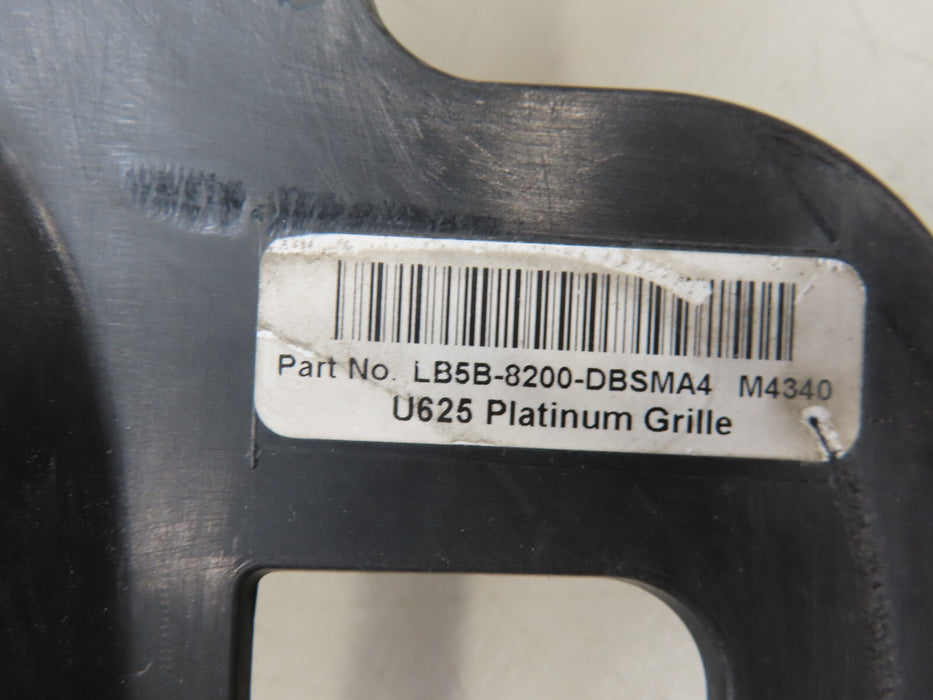 Part No. LB5B-8200-DBSMA4 M4340
U625 Platinum Grille